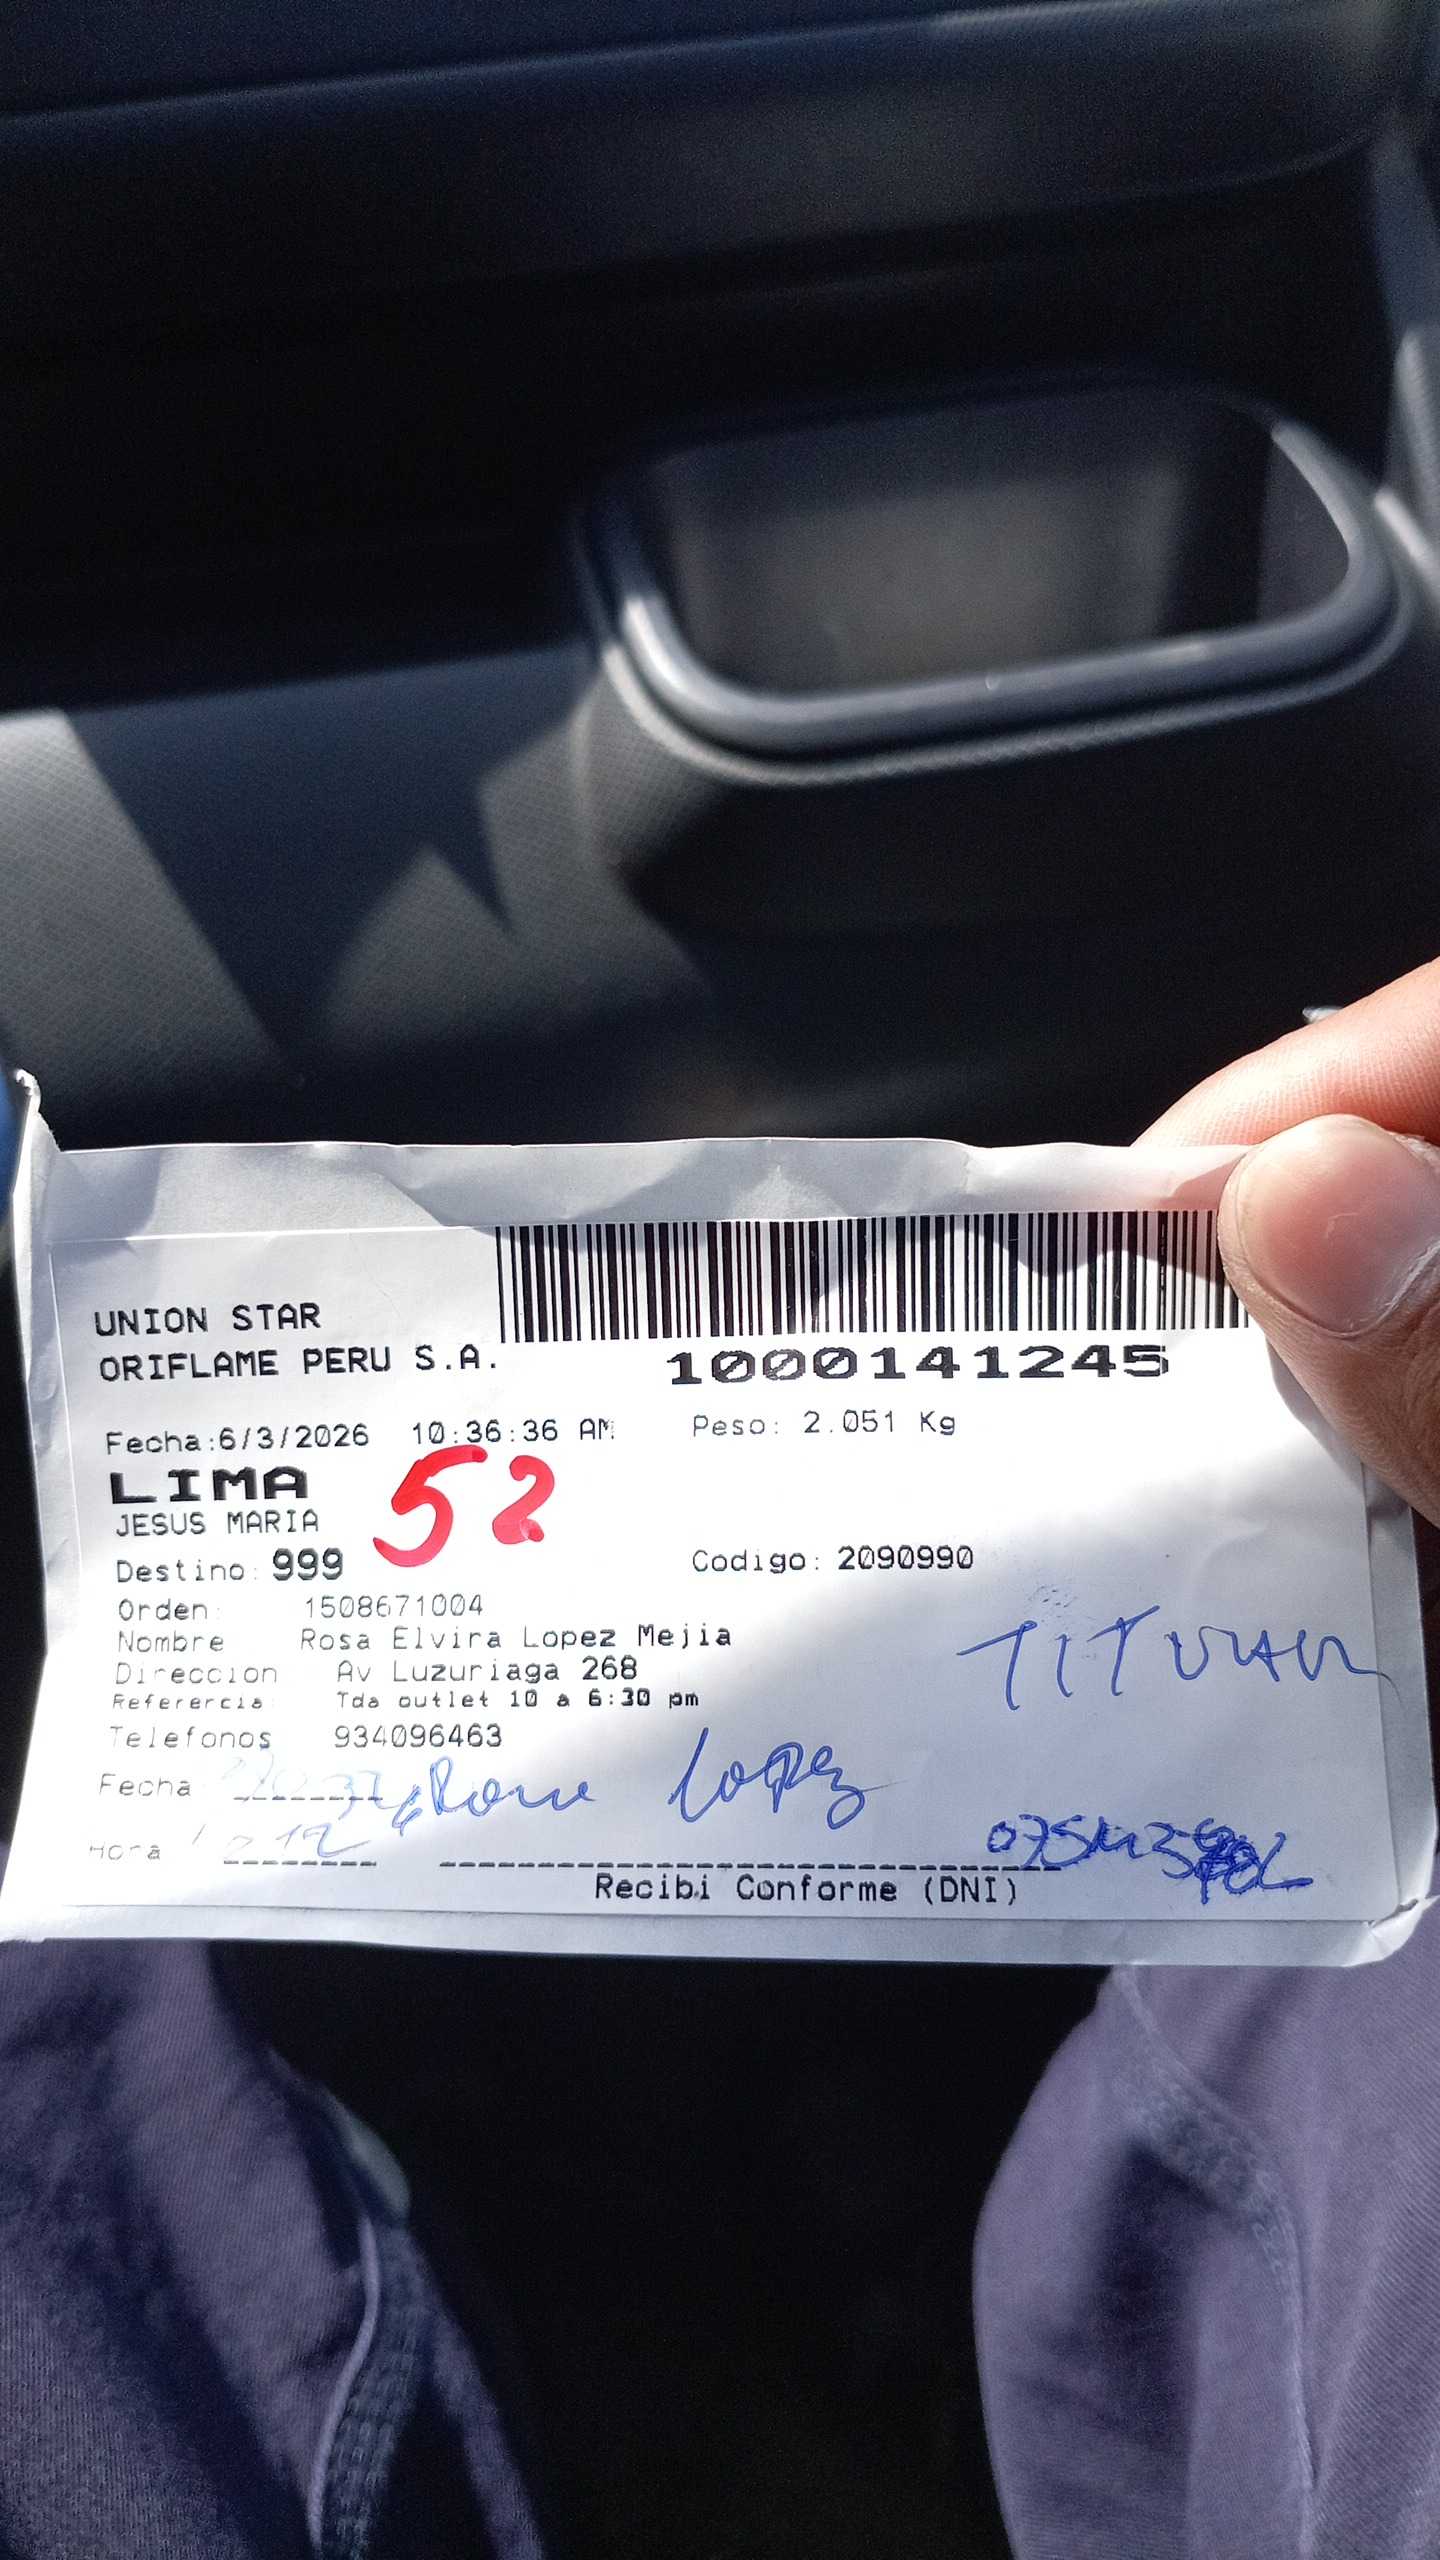 UNION STAR
ORIFLAME PERU S.A.
1000141245
Fecha:6/3/2026 10:36:36 AM
Peso: 2.051 Kg
LIMA
52
JESUS MARIA
Destino: 999
Codigo: 2090990
Orden: 1508671004
Nombre Rosa Elvira Lopez Mejia
Direccion Av Luzuriaga 268
Referencia: Tda outlet 10 a 6:30 pm
TITULAR
Telefonos 934096463
Fecha
Lopez
Hora
Recibi Conforme (DNI)